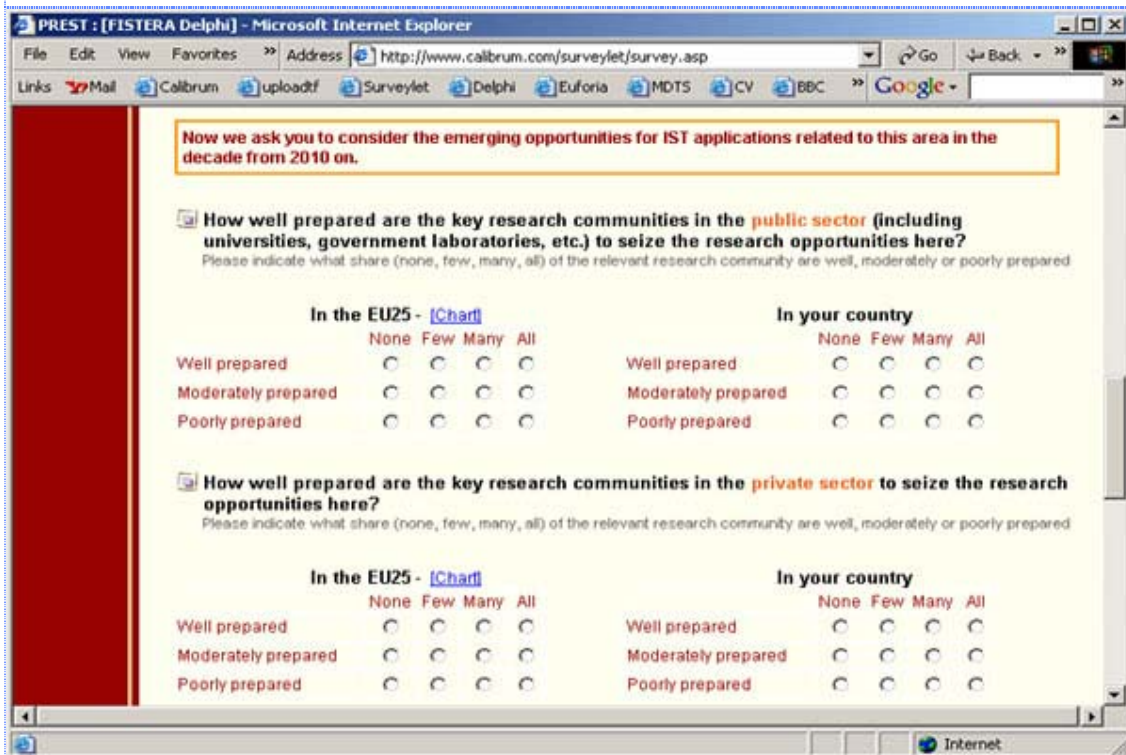 PREST : [FISTERA Delphi] - Microsoft Internet Explorer
File Edit View Favorites » Address http://www.calibrum.com/surveylet/survey.asp Go Back »
Links Mail Calibrum uploadtf Surveylet Delphi Euforia MDTS CV BBC » Google »
Now we ask you to consider the emerging opportunities for IST applications related to this area in the
decade from 2010 on.
How well prepared are the key research communities in the public sector (including
universities, government laboratories, etc.) to seize the research opportunities here?
Please indicate what share (none, few, many, all) of the relevant research community are well, moderately or poorly prepared
In the EU25 - [Chart] In your country
None Few Many All None Few Many All
Well prepared Well prepared
Moderately prepared Moderately prepared
Poorly prepared Poorly prepared
How well prepared are the key research communities in the private sector to seize the research
opportunities here?
Please indicate what share (none, few, many, all) of the relevant research community are well, moderately or poorly prepared
In the EU25 - [Chart] In your country
None Few Many All None Few Many All
Well prepared Well prepared
Moderately prepared Moderately prepared
Poorly prepared Poorly prepared
Internet